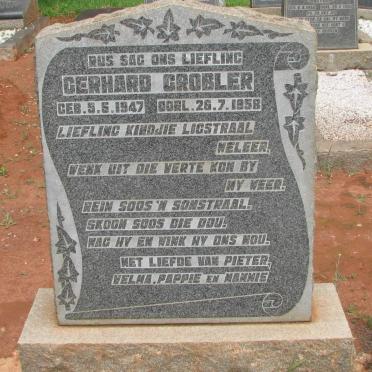 RUS SAG ONS LIEFLING
GERHARD GROBLER
GEB. 5.5.1947 OORL. 26.7.1958
LIEFLING KINDJIE LIGSTRAAL
NELEER.
WENK UIT DIE VERTE KOM BY
MY WEER.
REIN SOOS 'N SONSTRAAL.
SKOON SOOS DIE DOU.
WAG HY EN WINK HY ONS NOU.
MET LIEFDE VAN PIETER,
VELMA, PAPPIE EN MAMMIE